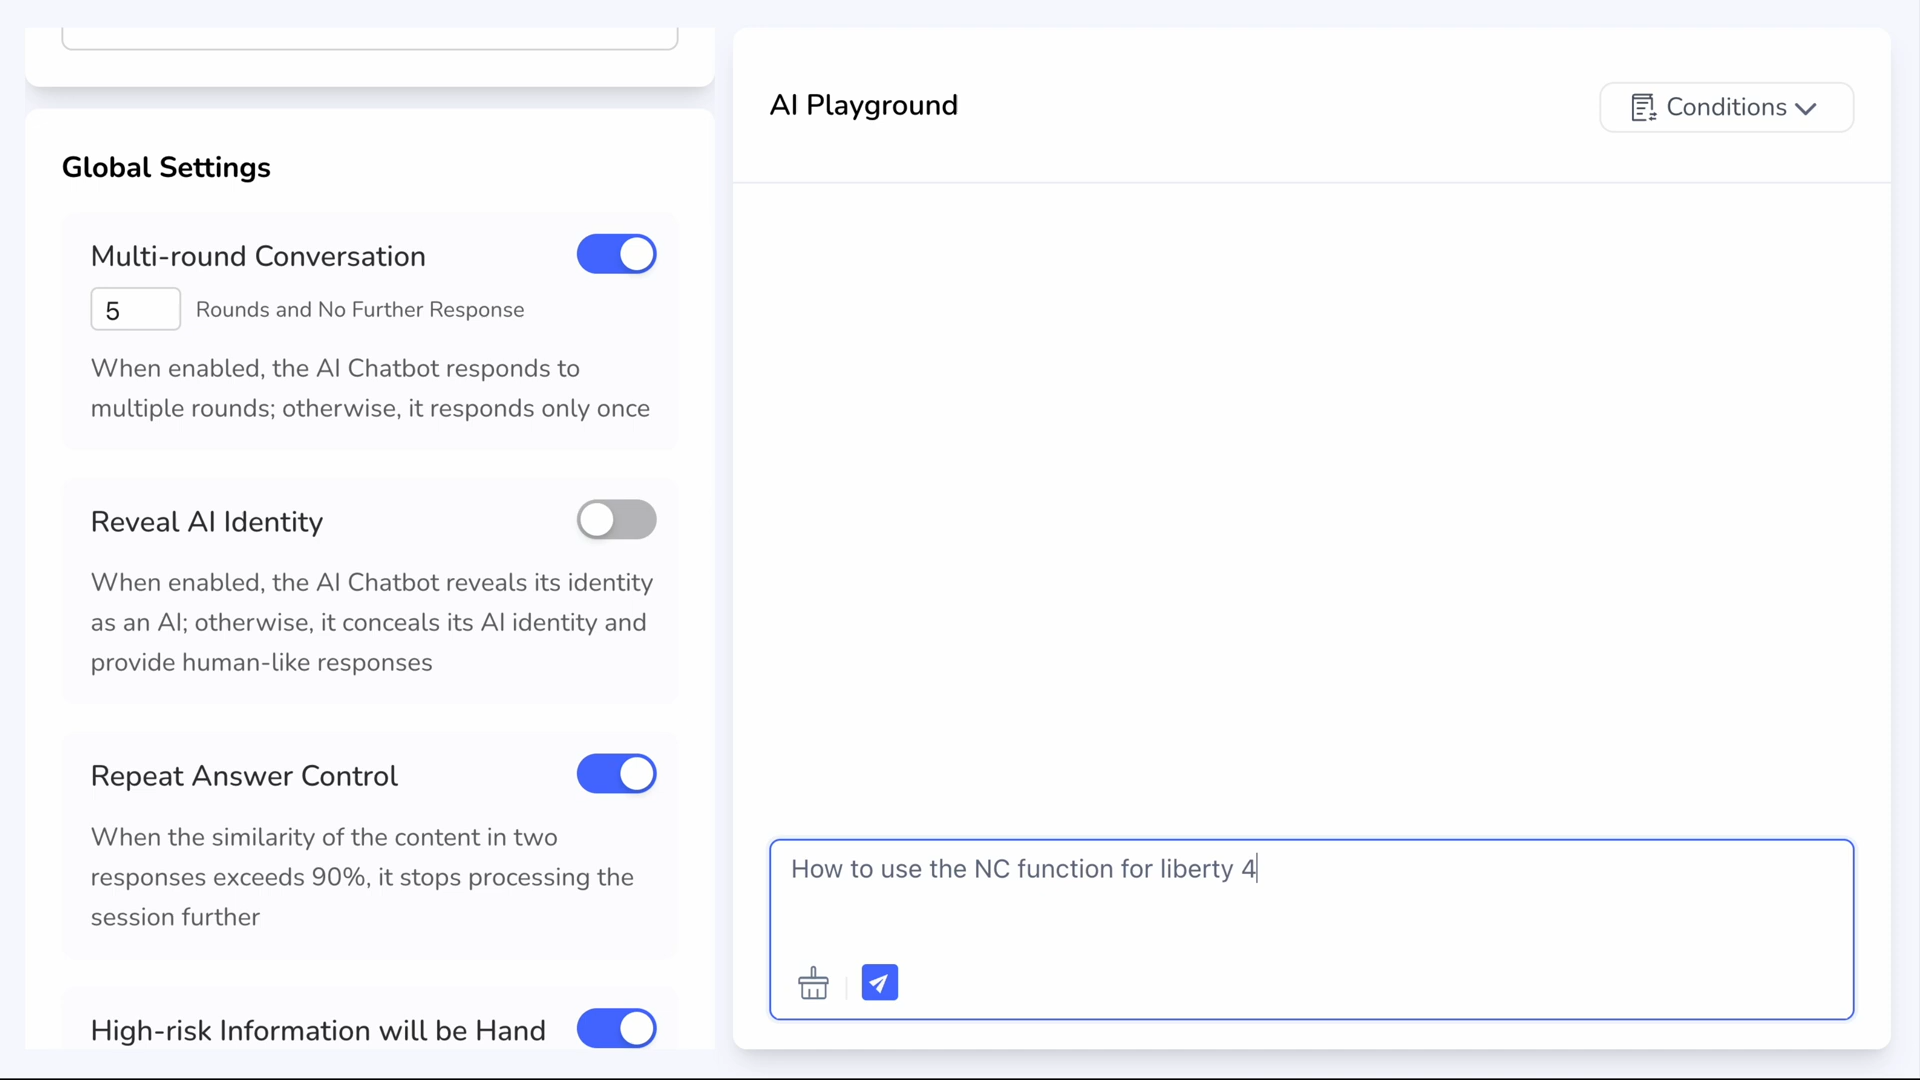 Global Settings
Multi-round Conversation
5 Rounds and No Further Response
When enabled, the AI Chatbot responds to
multiple rounds; otherwise, it responds only once
Reveal AI Identity
When enabled, the AI Chatbot reveals its identity
as an AI; otherwise, it conceals its AI identity and
provide human-like responses
Repeat Answer Control
When the similarity of the content in two
responses exceeds 90%, it stops processing the
session further
High-risk Information will be Hand
AI Playground
Conditions
How to use the NC function for liberty 4